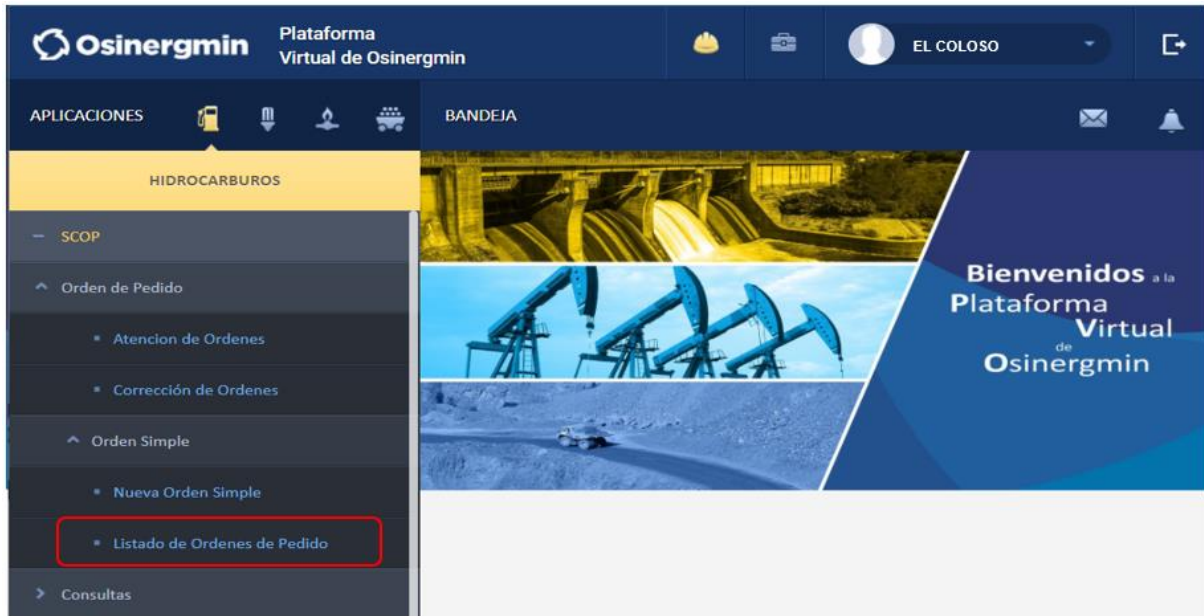 Osinergmin
Plataforma
Virtual de Osinergmin
EL COLOSO
APLICACIONES
BANDEJA
HIDROCARBUROS
SCOP
Orden de Pedido
Atencion de Ordenes
Corrección de Ordenes
Orden Simple
Nueva Orden Simple
Listado de Ordenes de Pedido
Consultas
Bienvenidos a la
Plataforma
Virtual
de
Osinergmin